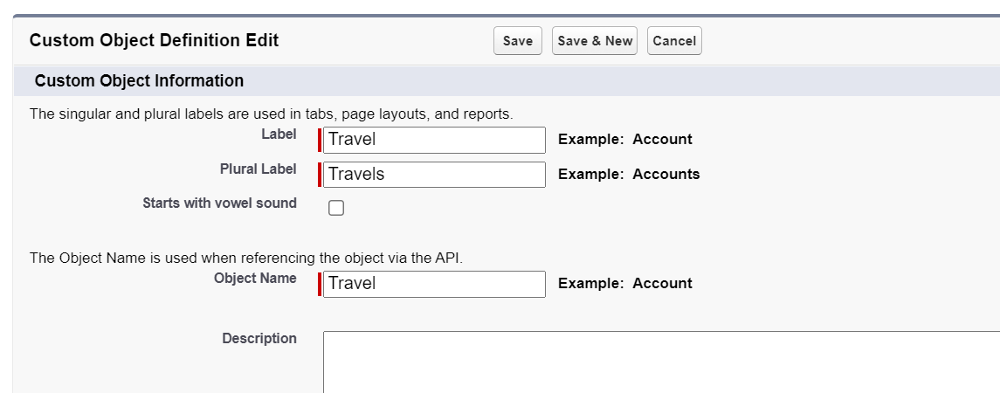 Custom Object Definition Edit Save Save & New Cancel
Custom Object Information
The singular and plural labels are used in tabs, page layouts, and reports.
Label Travel Example: Account
Plural Label Travels Example: Accounts
Starts with vowel sound
The Object Name is used when referencing the object via the API.
Object Name Travel Example: Account
Description